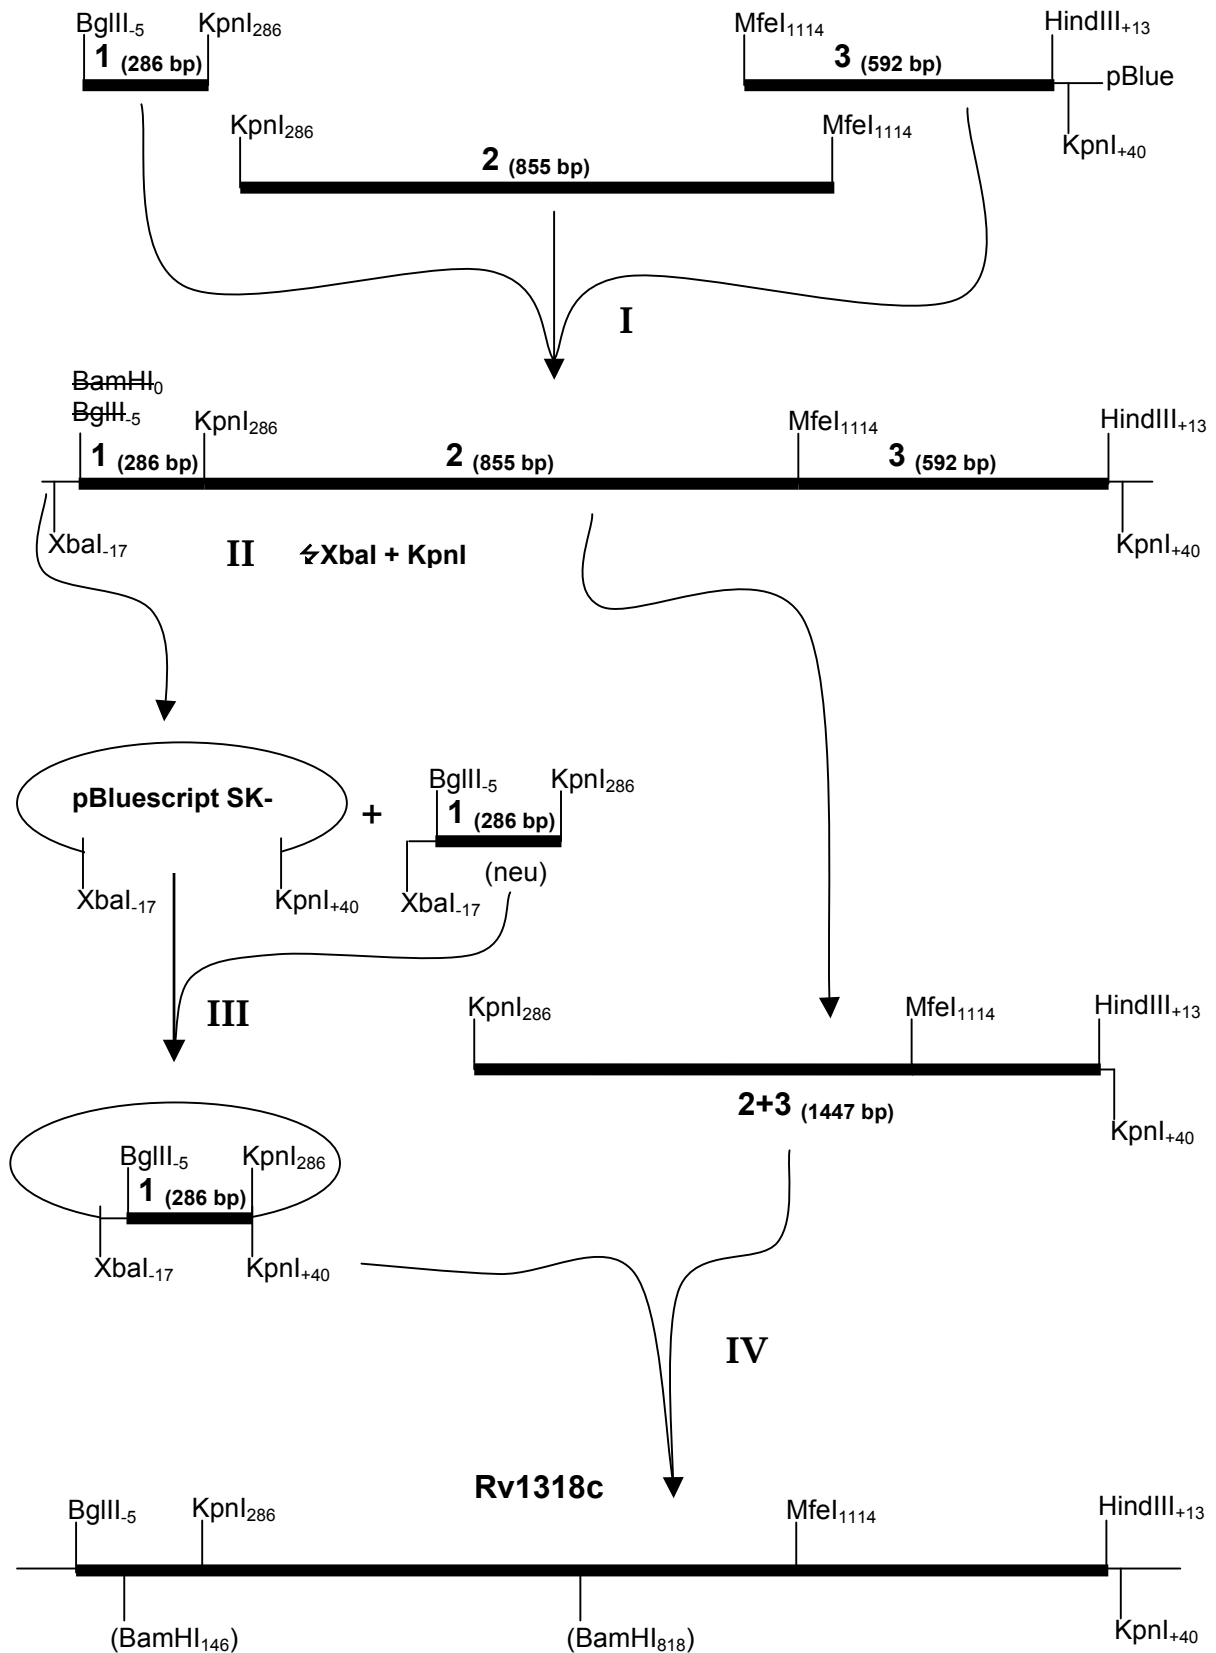 BglII-5 KpnI286 MfeI1114 HindIII+13
1 (286 bp) 3 (592 bp)
pBlue
KpnI286 MfeI1114 KpnI+40
2 (855 bp)
I
BamHI0
BglII-5 KpnI286 MfeI1114 HindIII+13
1 (286 bp) 2 (855 bp) 3 (592 bp)
XbaI-17 II XbaI + KpnI KpnI+40
pBluescript SK- + BglII-5 KpnI286
1 (286 bp)
(neu)
XbaI-17 KpnI+40 XbaI-17
III KpnI286 MfeI1114 HindIII+13
2+3 (1447 bp)
KpnI+40
BglII-5 KpnI286
1 (286 bp)
XbaI-17 KpnI+40
IV
Rv1318c
BglII-5 KpnI286 MfeI1114 HindIII+13
(BamHI146) (BamHI818) KpnI+40